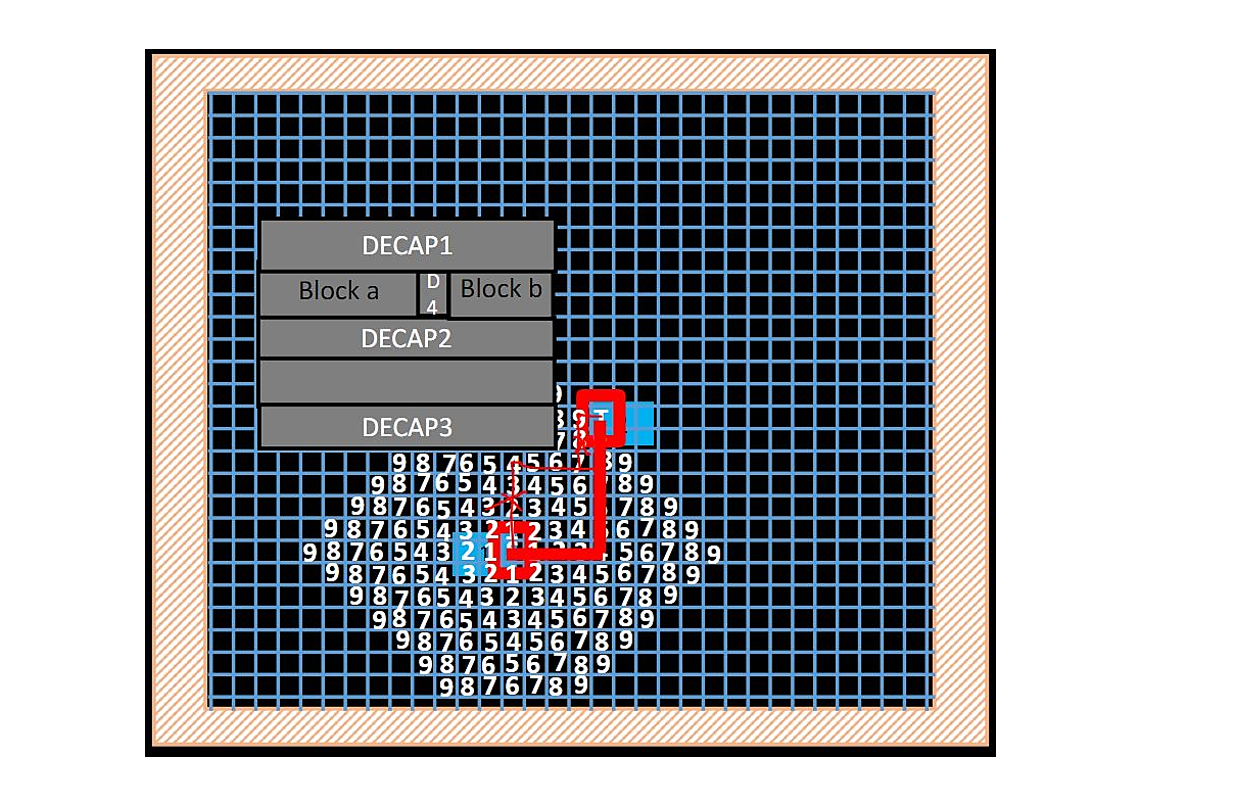 DECAP1
Block a D 4 Block b
DECAP2
9
8 9 T
DECAP3
7 8
9 8 7 6 5 4 5 6 7 8 9
9 8 7 6 5 4 3 4 5 6 7 8 9
9 8 7 6 5 4 3 2 3 4 5 7 8 9
9 8 7 6 5 4 3 2 1 2 3 4 6 7 8 9
9 8 7 6 5 4 3 2 1 4 5 6 7 8 9
9 8 7 6 5 4 3 2 1 2 3 4 5 6 7 8 9
9 8 7 6 5 4 3 2 3 4 5 6 7 8 9
9 8 7 6 5 4 3 4 5 6 7 8 9
9 8 7 6 5 4 5 6 7 8 9
9 8 7 6 5 6 7 8 9
9 8 7 6 7 8 9